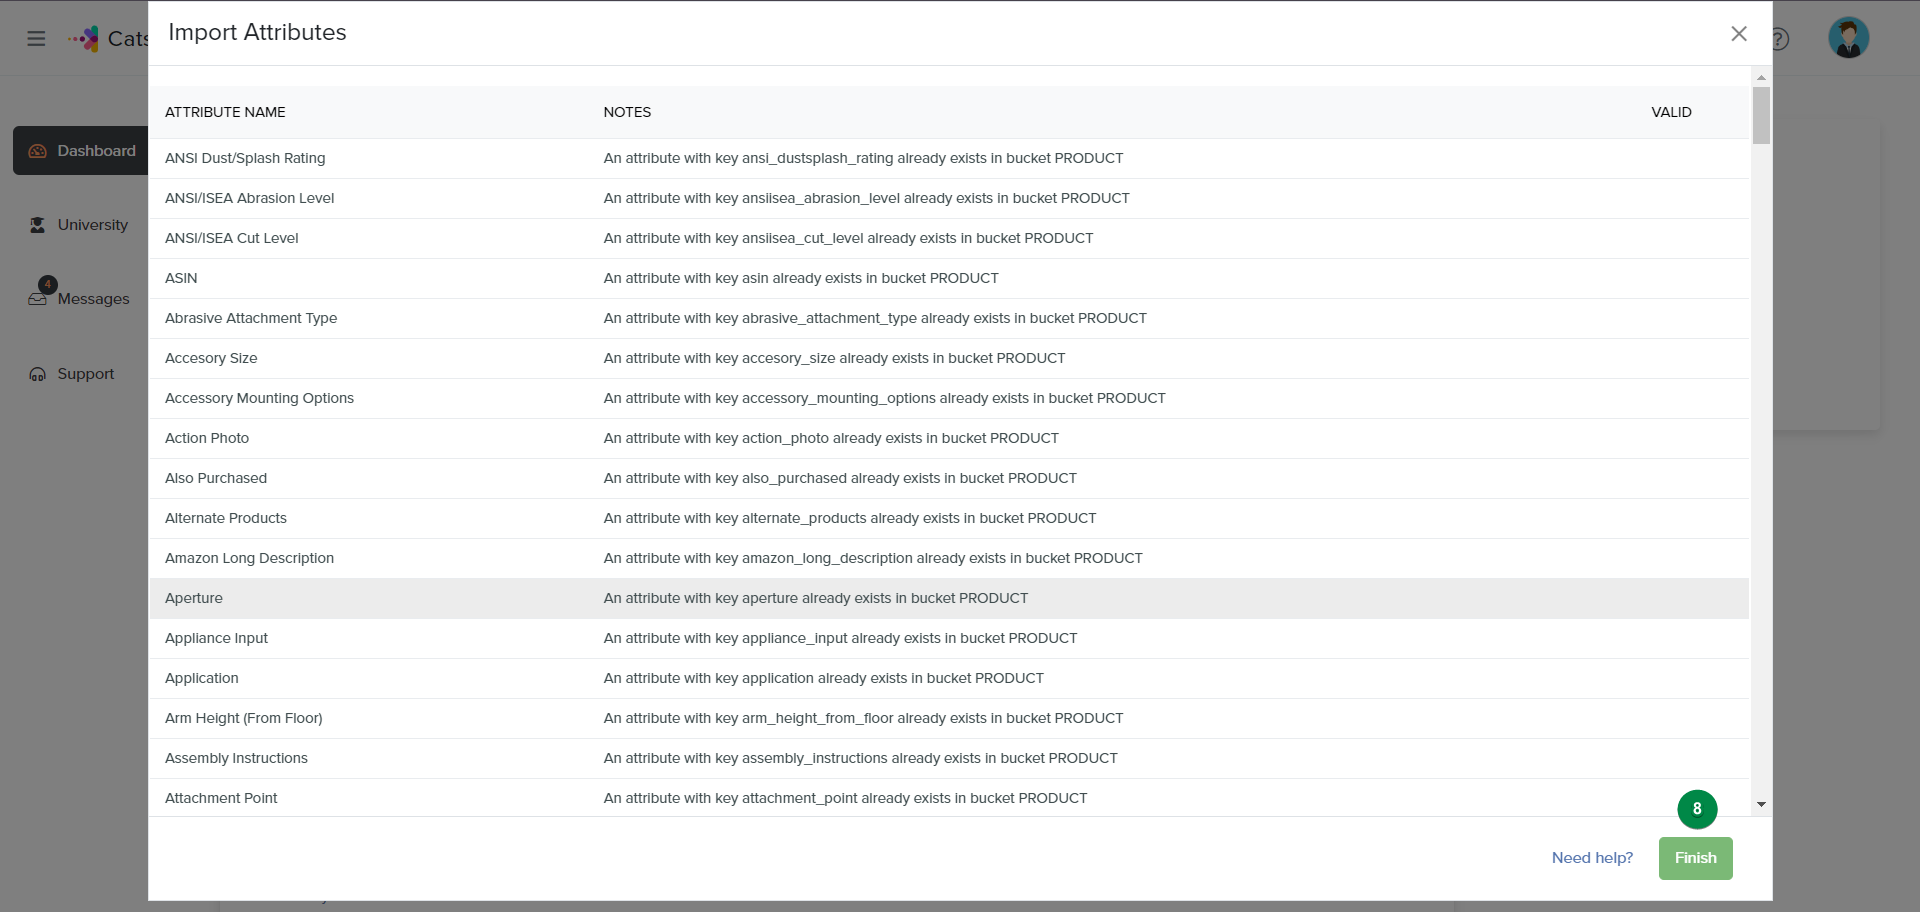 Import Attributes
Cats
ATTRIBUTE NAME NOTES VALID
Dashboard
University
4
Messages
Support
ANSI Dust/Splash Rating An attribute with key ansi_dustsplash_rating already exists in bucket PRODUCT
ANSI/ISEA Abrasion Level An attribute with key ansiisea_abrasion_level already exists in bucket PRODUCT
ANSI/ISEA Cut Level An attribute with key ansiisea_cut_level already exists in bucket PRODUCT
ASIN An attribute with key asin already exists in bucket PRODUCT
Abrasive Attachment Type An attribute with key abrasive_attachment_type already exists in bucket PRODUCT
Accesory Size An attribute with key accesory_size already exists in bucket PRODUCT
Accessory Mounting Options An attribute with key accessory_mounting_options already exists in bucket PRODUCT
Action Photo An attribute with key action_photo already exists in bucket PRODUCT
Also Purchased An attribute with key also_purchased already exists in bucket PRODUCT
Alternate Products An attribute with key alternate_products already exists in bucket PRODUCT
Amazon Long Description An attribute with key amazon_long_description already exists in bucket PRODUCT
Aperture An attribute with key aperture already exists in bucket PRODUCT
Appliance Input An attribute with key appliance_input already exists in bucket PRODUCT
Application An attribute with key application already exists in bucket PRODUCT
Arm Height (From Floor) An attribute with key arm_height_from_floor already exists in bucket PRODUCT
Assembly Instructions An attribute with key assembly_instructions already exists in bucket PRODUCT
Attachment Point An attribute with key attachment_point already exists in bucket PRODUCT
8
Need help? Finish